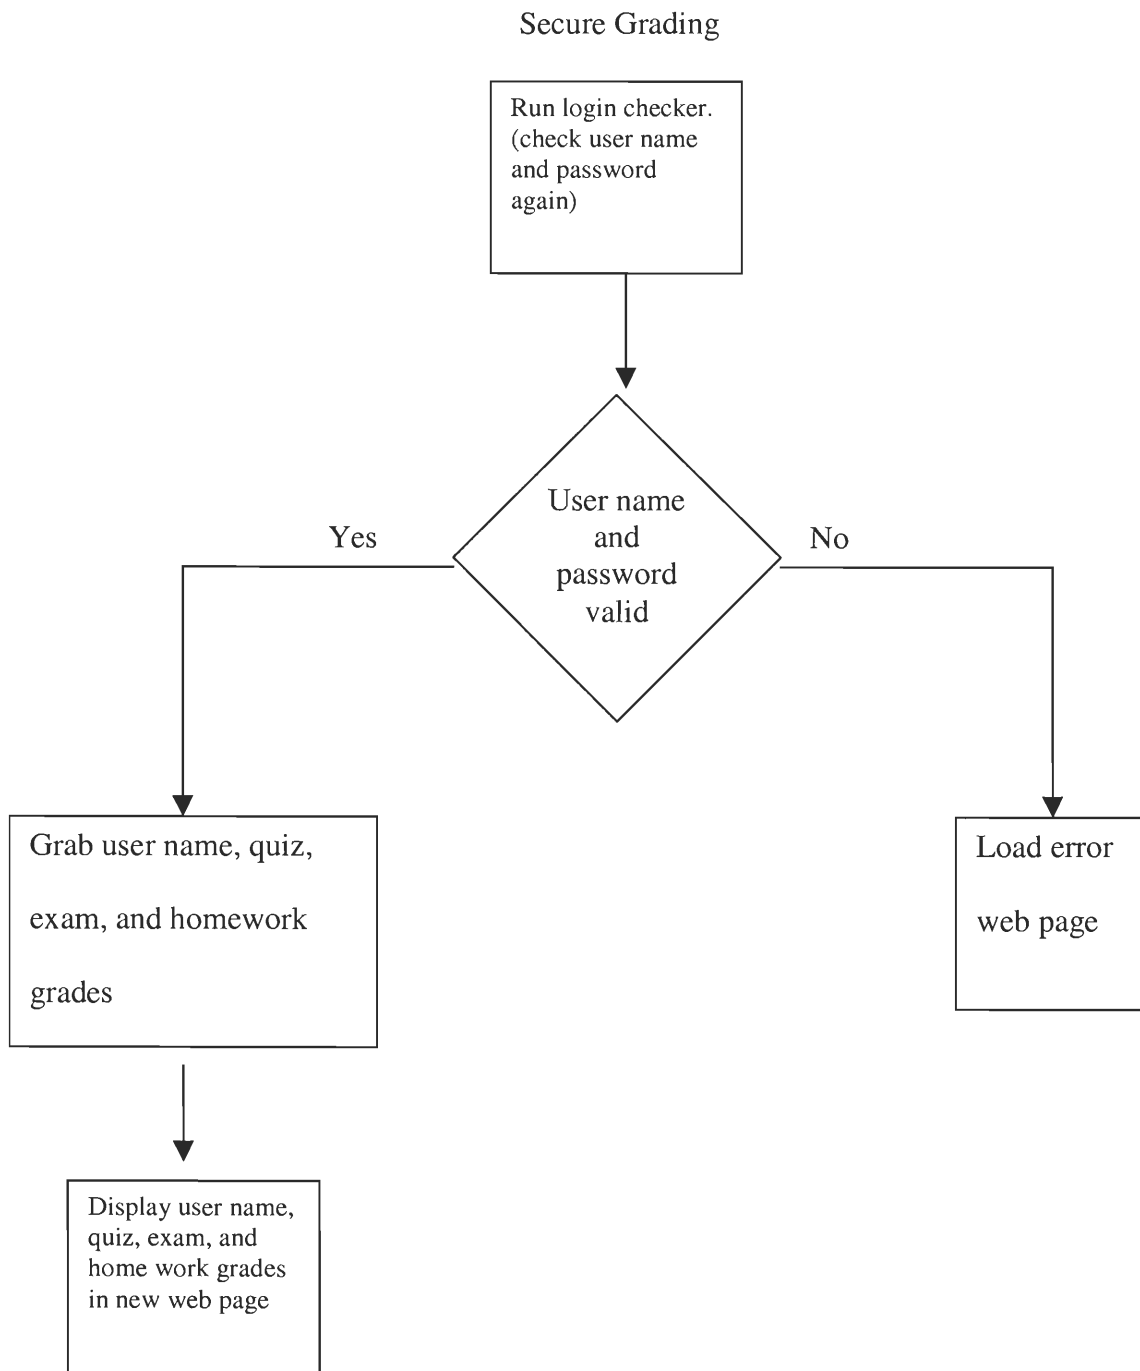 Secure Grading
Run login checker.
(check user name
and password
again)
User name
and
password
valid
Yes
No
Grab user name, quiz,
exam, and homework
grades
Load error
web page
Display user name,
quiz, exam, and
home work grades
in new web page